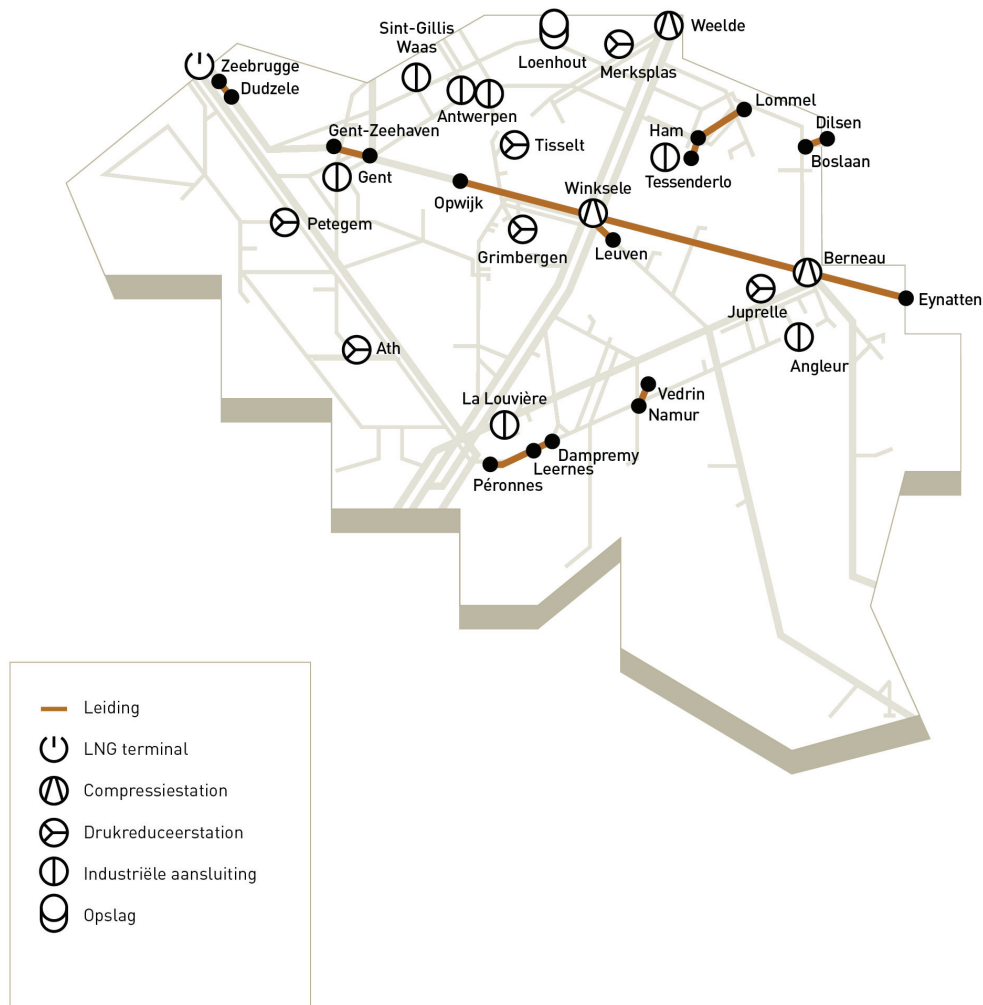 Weelde
Sint-Gillis
Waas
Loenhout
Merksplas
Zeebrugge
Dudzele
Antwerpen
Lommel
Gent-Zeehaven
Ham
Dilsen
Tisselt
Boslaan
Gent
Tessenderlo
Opwijk
Winksele
Petegem
Grimbergen
Leuven
Berneau
Eynatten
Juprelle
Ath
Angleur
La Louvière
Vedrin
Namur
Dampremy
Leernes
Péronnes
Leiding
LNG terminal
Compressiestation
Drukreduceerstation
Industriële aansluiting
Opslag